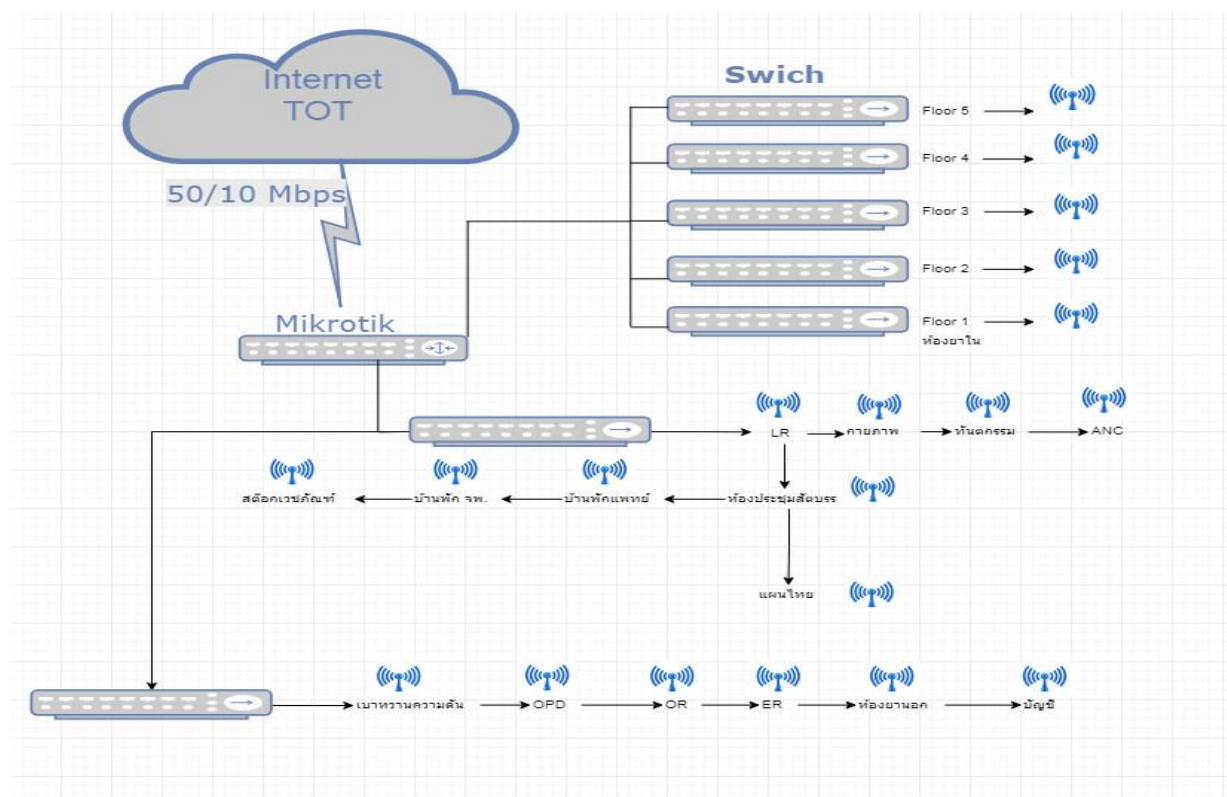 Internet
TOT
50/10 Mbps
Mikrotik
Swich
Floor 5
Floor 4
Floor 3
Floor 2
Floor 1
ห้องยาใน
LR
กายภาพ
ทันตกรรม
ANC
สต๊อกเวชภัณฑ์
บ้านพัก จพ.
บ้านพักแพทย์
ห้องประชุมสัตบรร
แผนไทย
เบาหวานความดัน
OPD
OR
ER
ห้องยานอก
บัญชี